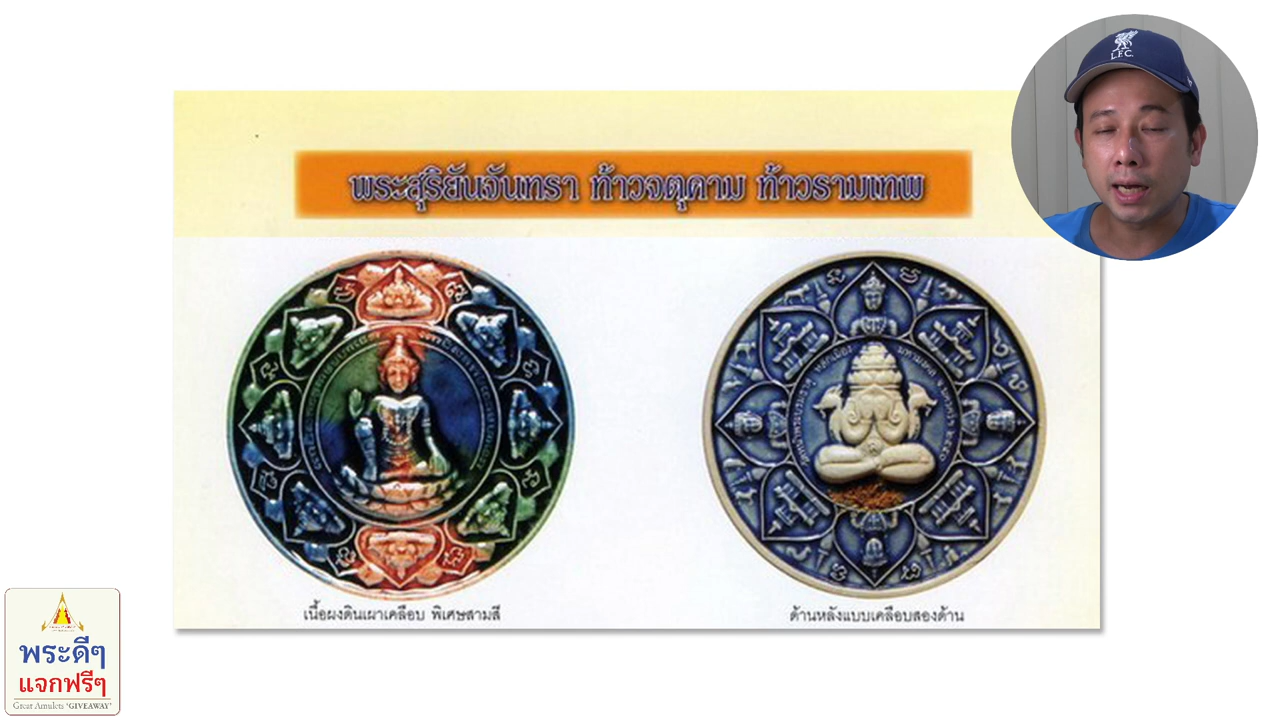 พระสุริยันจันทรา ท้าวจตุคาม ท้าวรามเทพ
L.F.C.
เนื้อผงดินเผาเคลือบ พิเศษสามสี
ด้านหลังแบบเคลือบสองด้าน
พระดีๆ
แจกฟรีๆ
Great Amulets 'GIVEAWAY'